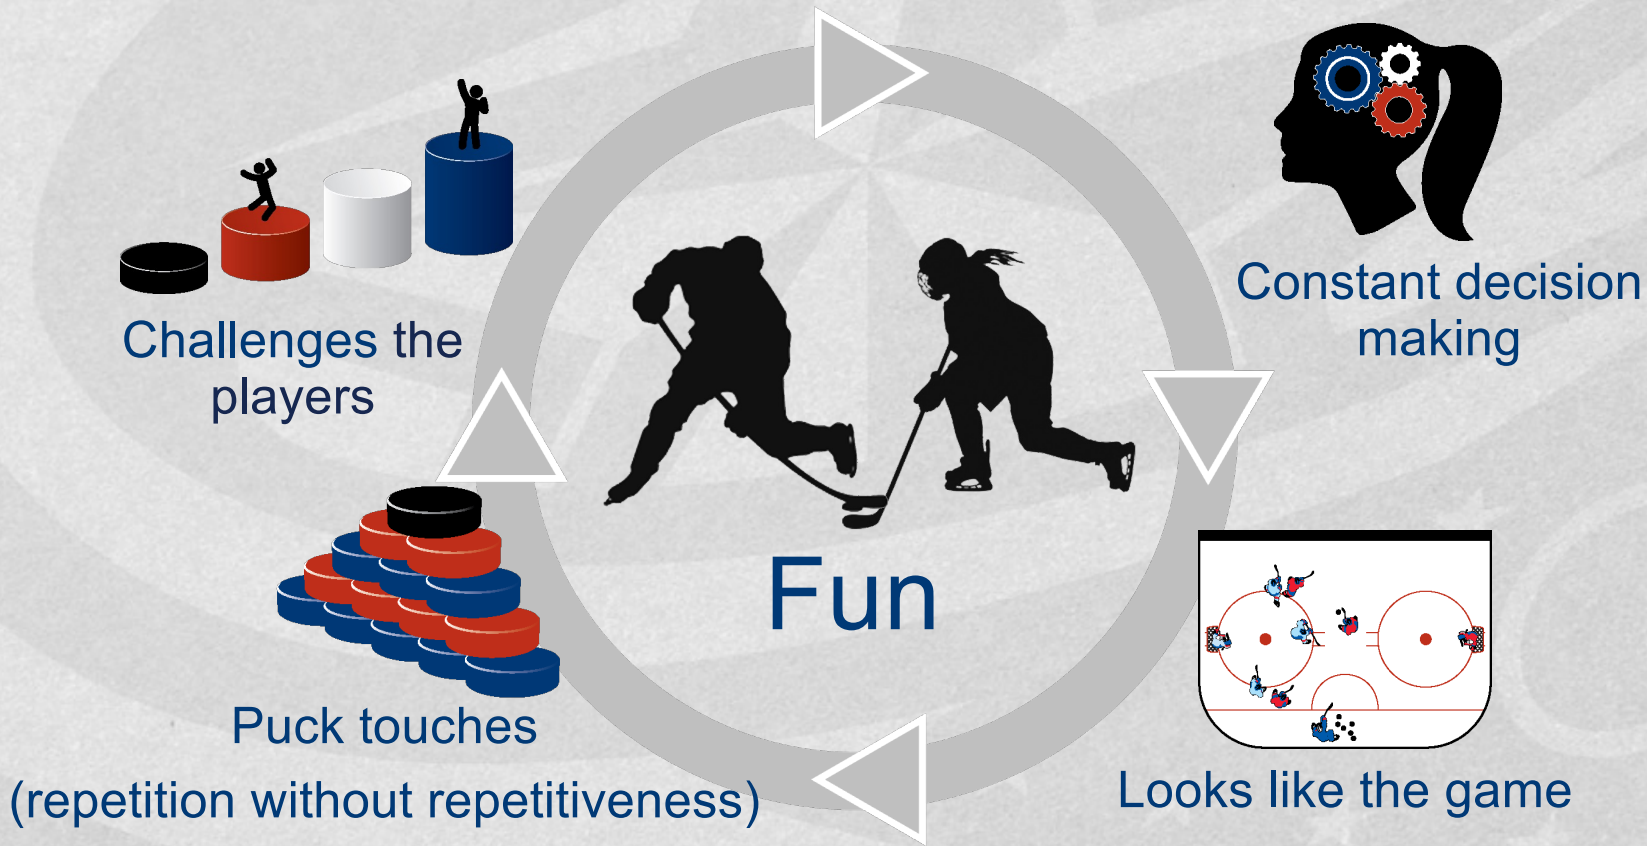 Challenges the
players
Constant decision
making
Fun
Puck touches
(repetition without repetitiveness)
Looks like the game